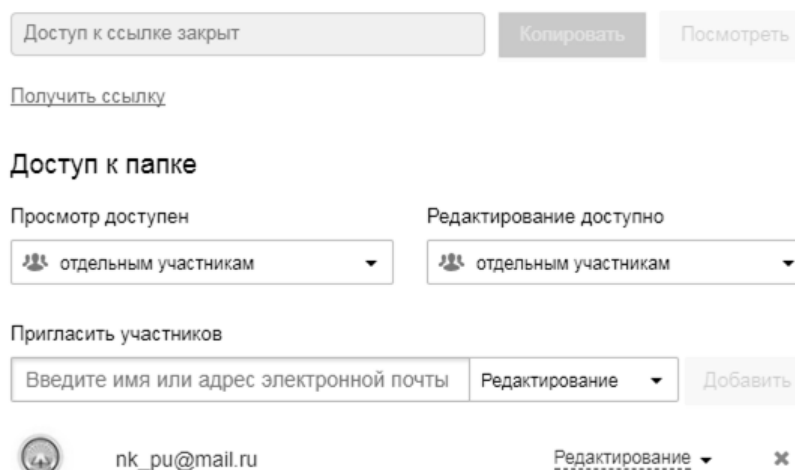 Доступ к ссылке закрыт Копировать Посмотреть
Получить ссылку
Доступ к папке
Просмотр доступен Редактирование доступно
отдельным участникам отдельным участникам
Пригласить участников
Введите имя или адрес электронной почты Редактирование Добавить
nk_pu@mail.ru Редактирование